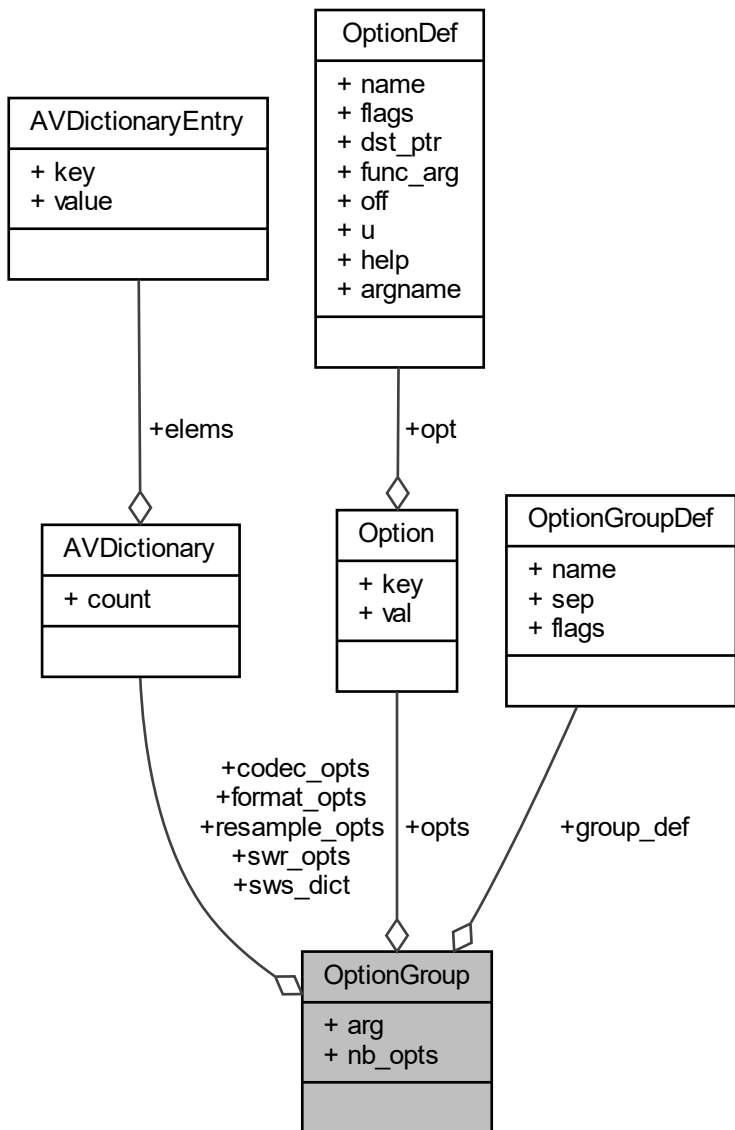 OptionDef
+ name
+ flags
+ dst_ptr
+ func_arg
+ off
+ u
+ help
+ argname
AVDictionaryEntry
+ key
+ value
+elems
+opt
AVDictionary
+ count
Option
+ key
+ val
OptionGroupDef
+ name
+ sep
+ flags
+codec_opts
+format_opts
+resample_opts
+swr_opts
+sws_dict
+opts
+group_def
OptionGroup
+ arg
+ nb_opts